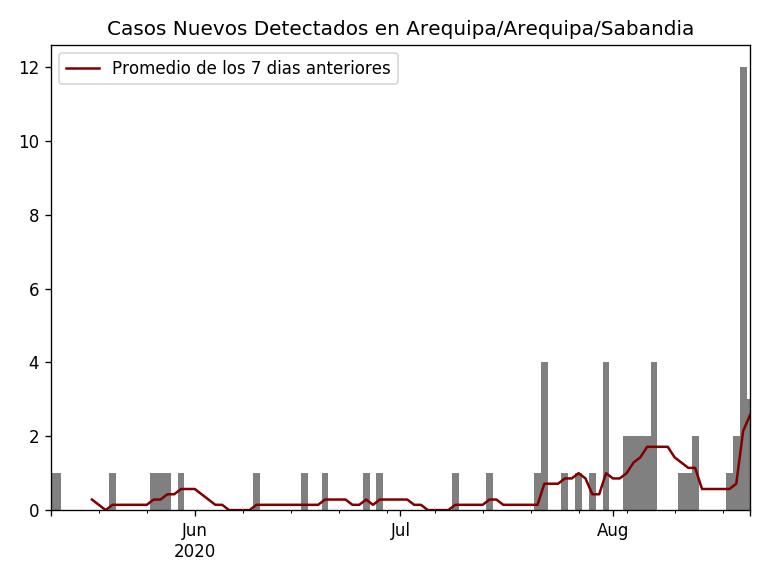 Casos Nuevos Detectados en Arequipa/Arequipa/Sabandia
Promedio de los 7 dias anteriores
12
10
8
6
4
2
0
Jun
2020
Jul
Aug